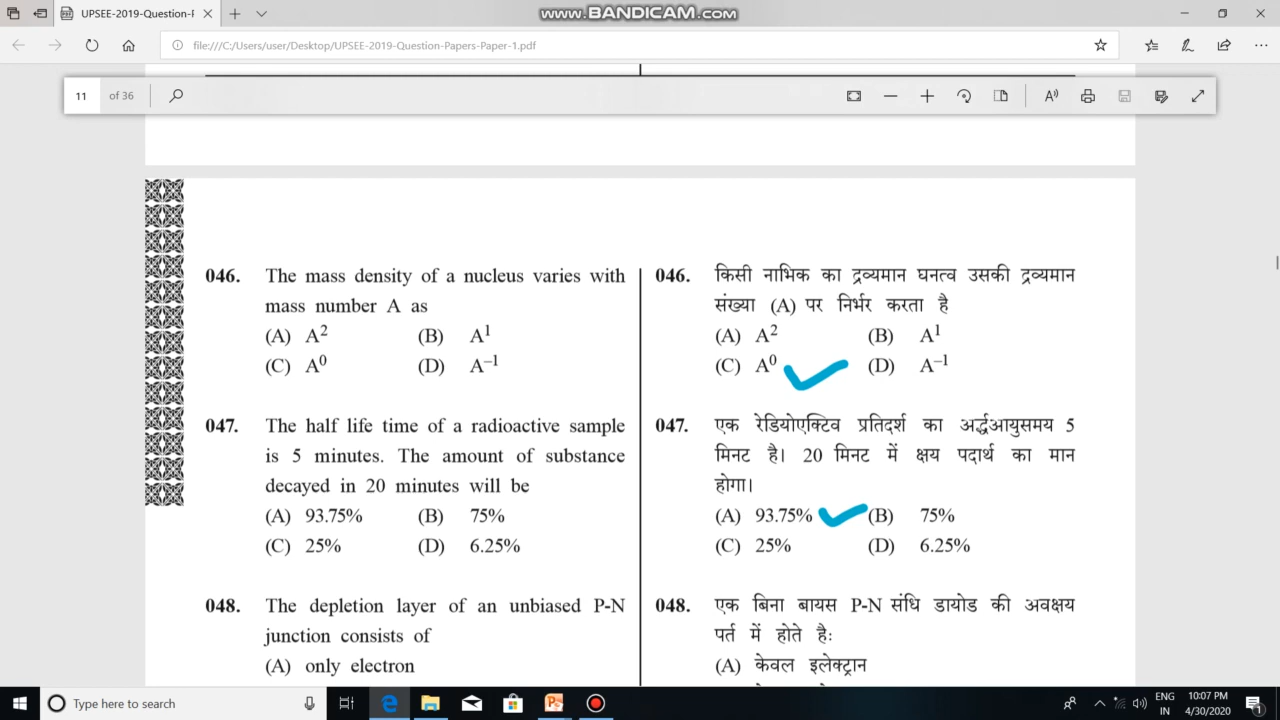 UPSEE-2019-Question-F
www.BANDICAM.com
file:///C:/Users/user/Desktop/UPSEE-2019-Question-Papers-Paper-1.pdf
11 of 36
046. The mass density of a nucleus varies with
mass number A as
(A) A² (B) A¹
(C) A⁰ (D) A⁻¹
047. The half life time of a radioactive sample
is 5 minutes. The amount of substance
decayed in 20 minutes will be
(A) 93.75% (B) 75%
(C) 25% (D) 6.25%
048. The depletion layer of an unbiased P-N
junction consists of
(A) only electron
046. किसी नाभिक का द्रव्यमान घनत्व उसकी द्रव्यमान
संख्या (A) पर निर्भर करता है
(A) A² (B) A¹
(C) A⁰ (D) A⁻¹
047. एक रेडियोएक्टिव प्रतिदर्श का अर्द्धआयुसमय 5
मिनट है। 20 मिनट में क्षय पदार्थ का मान
होगा।
(A) 93.75% (B) 75%
(C) 25% (D) 6.25%
048. एक बिना बायस P-N संधि डायोड की अवक्षय
पर्त में होते है:
(A) केवल इलेक्ट्रान
Type here to search
ENG 10:07 PM
IN 4/30/2020